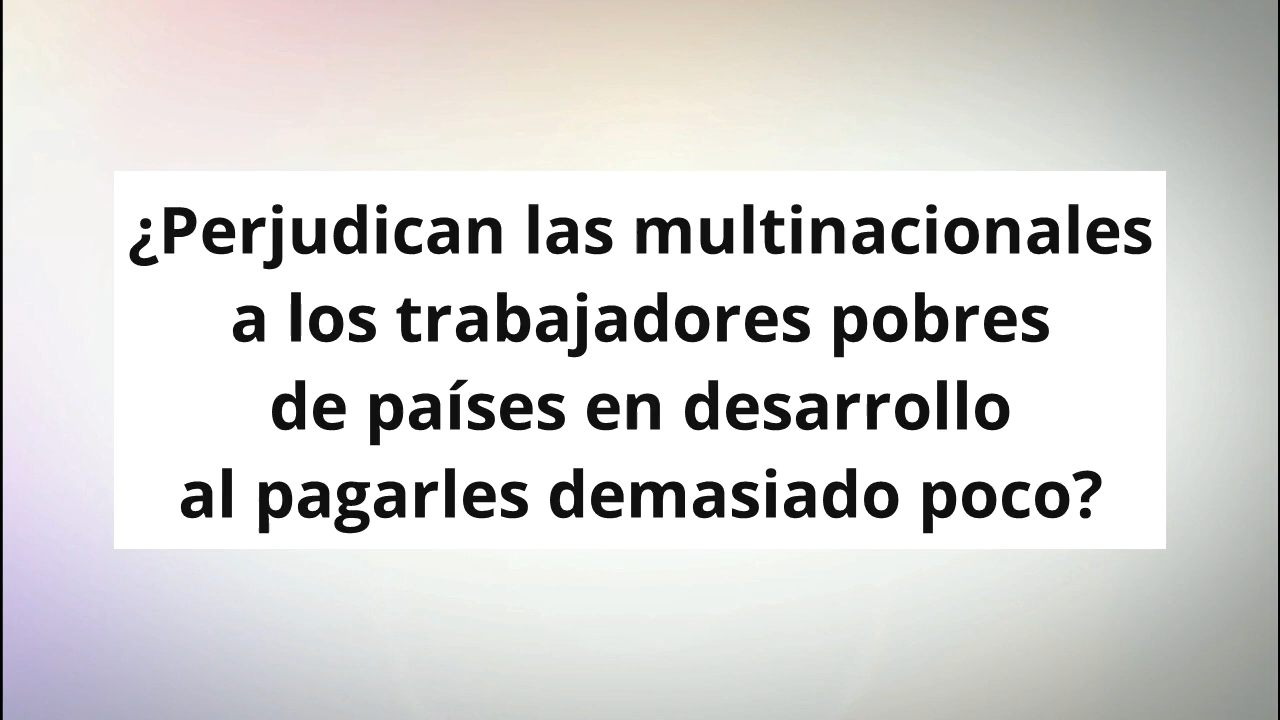 ¿Perjudican las multinacionales
a los trabajadores pobres
de países en desarrollo
al pagarles demasiado poco?